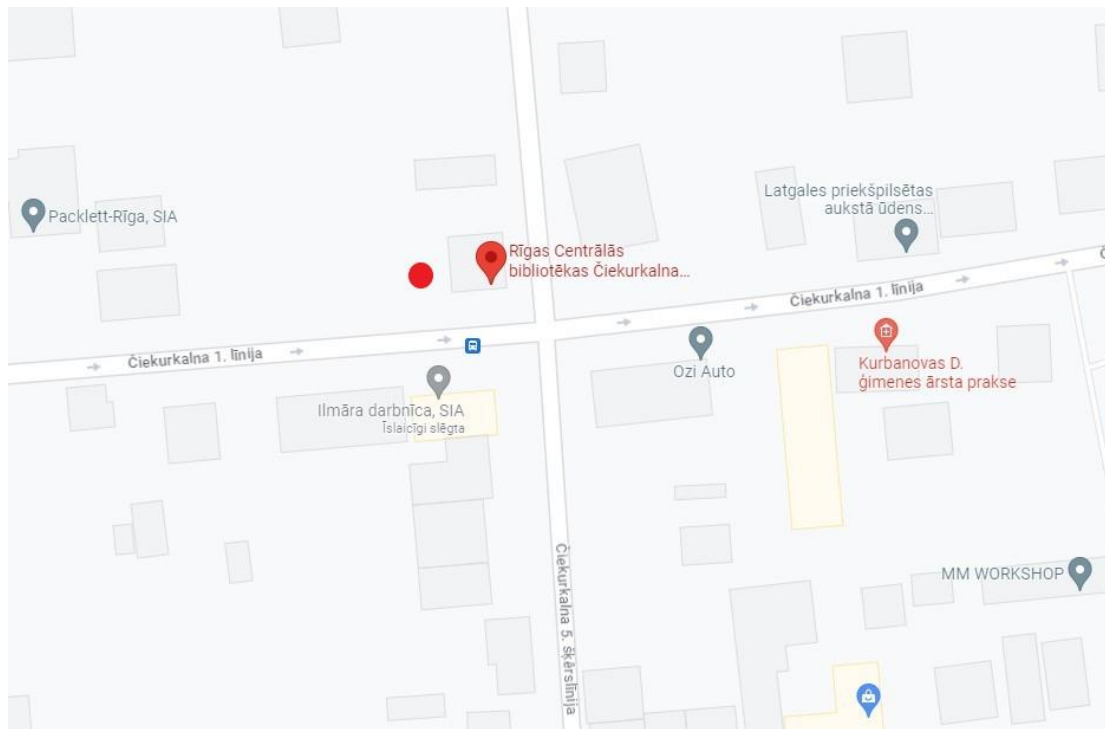 Packlett-Rīga, SIA
Latgales priekšpilsētas
aukstā ūdens...
Rīgas Centrālās
bibliotēkas Čiekurkalna...
Čiekurkalna 1. līnija
Čiekurkalna 1. līnija
Ozi Auto
Kurbanovas D.
ģimenes ārsta prakse
Ilmāra darbnīca, SIA
Īslaicīgi slēgta
Čiekurkalna 5. šķērslīnija
MM WORKSHOP